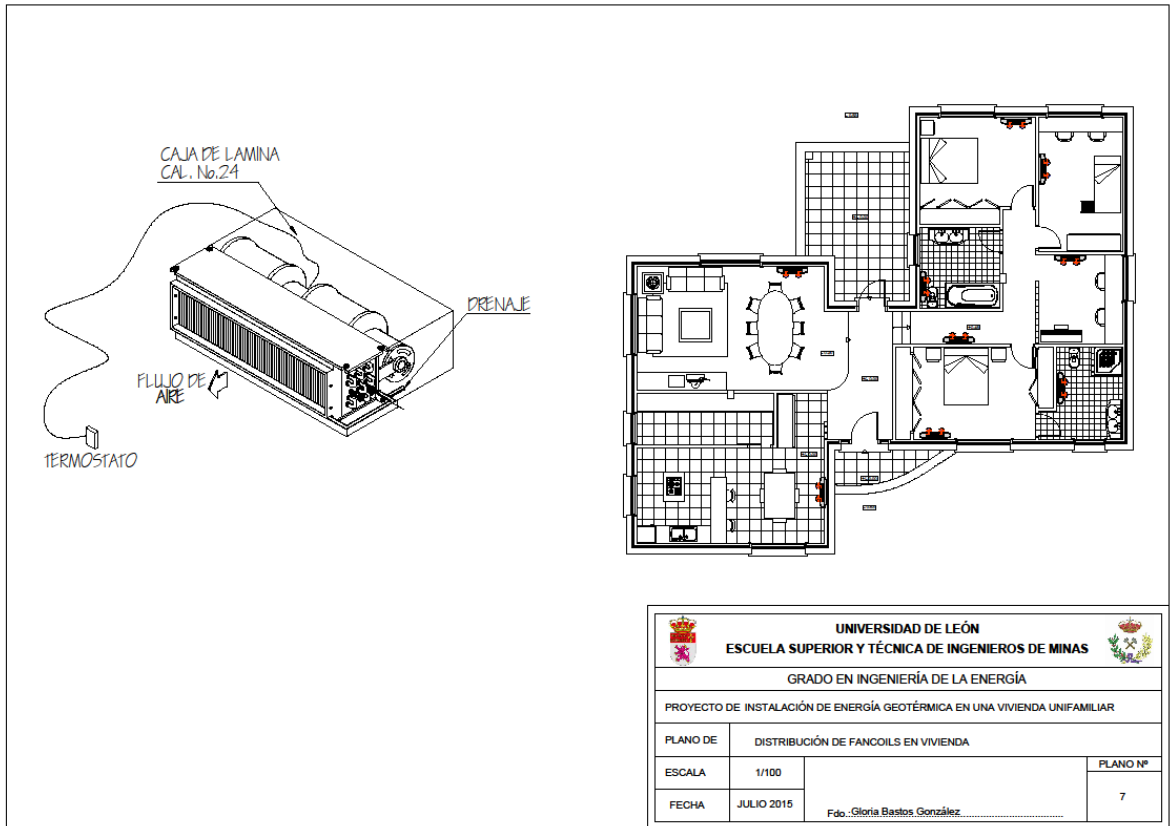 CAJA DE LAMINA
CAL. No.24
DRENAJE
FLUJO DE
AIRE
TERMOSTATO
UNIVERSIDAD DE LEÓN
ESCUELA SUPERIOR Y TÉCNICA DE INGENIEROS DE MINAS
GRADO EN INGENIERÍA DE LA ENERGÍA
PROYECTO DE INSTALACIÓN DE ENERGÍA GEOTÉRMICA EN UNA VIVIENDA UNIFAMILIAR
PLANO DE
DISTRIBUCIÓN DE FANCOILS EN VIVIENDA
ESCALA
1/100
PLANO Nº
7
FECHA
JULIO 2015
Fdo.:Gloria Bastos González